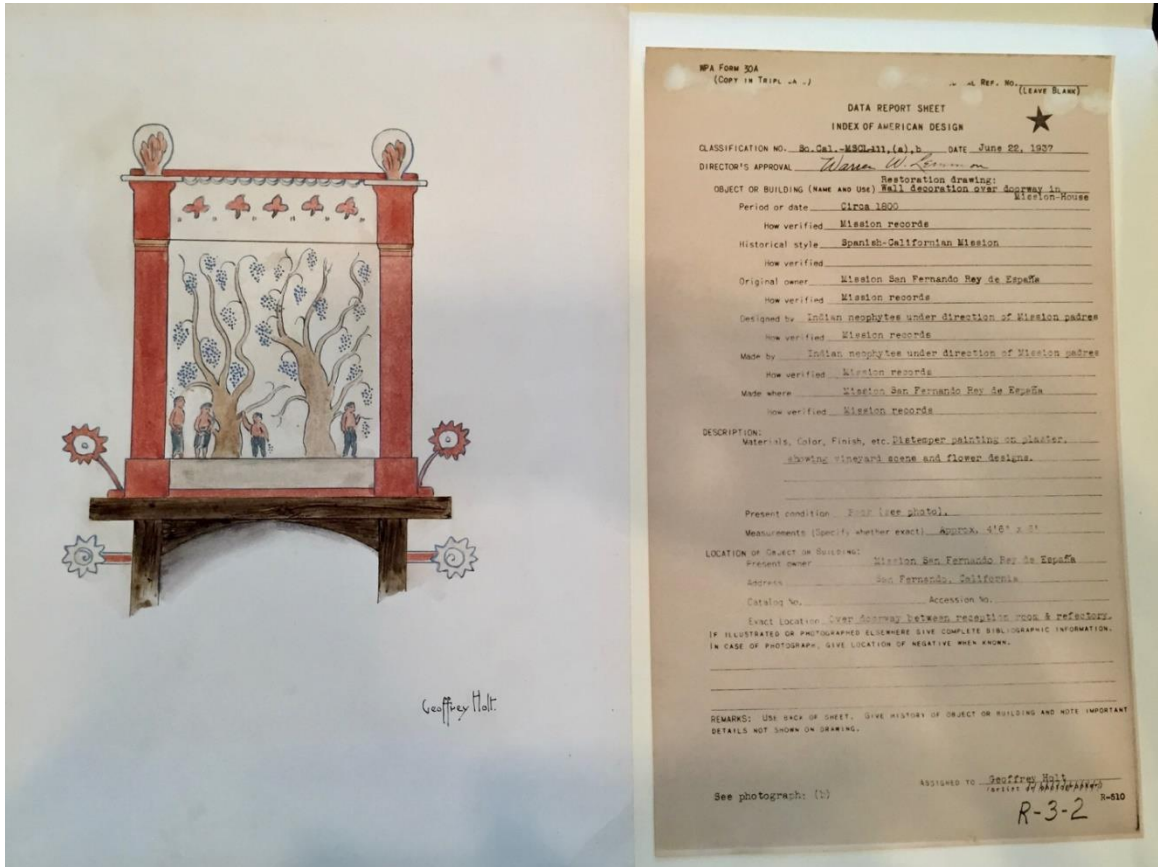 Geoffrey Holt.
WPA FORM 30A
(COPY IN TRIPL
REF. NO.
(LEAVE BLANK)
DATA REPORT SHEET
INDEX OF AMERICAN DESIGN
CLASSIFICATION NO. So.Cal.-MSCL-111,(a),b DATE June 22, 1937
DIRECTOR'S APPROVAL Warren W.
Restoration drawing:
OBJECT OR BUILDING (NAME AND USE) Wall decoration over doorway in
Mission-House
Period or date Circa 1800
How verified Mission records
Historical style Spanish-Californian Mission
How verified
Original owner Mission San Fernando Rey de España
How verified Mission records
Designed by Indian neophytes under direction of Mission padres
How verified Mission records
Made by Indian neophytes under direction of Mission padres
How verified Mission records
Made where Mission San Fernando Rey de España
How verified Mission records
DESCRIPTION:
Materials, Color, Finish, etc. Distemper painting on plaster,
showing vineyard scene and flower designs.
Present condition Poor (see photo).
Measurements (Specify whether exact) Approx. 4'6" x 6'
LOCATION OF OBJECT OR BUILDING:
Present owner Mission San Fernando Rey de España
Address San Fernando, California
Catalog No. Accession No.
Exact Location: Over doorway between reception room & refectory.
IF ILLUSTRATED OR PHOTOGRAPHED ELSEWHERE GIVE COMPLETE BIBLIOGRAPHIC INFORMATION.
IN CASE OF PHOTOGRAPH, GIVE LOCATION OF NEGATIVE WHEN KNOWN.
REMARKS: USE BACK OF SHEET. GIVE HISTORY OF OBJECT OR BUILDING AND NOTE IMPORTANT
DETAILS NOT SHOWN ON DRAWING.
ASSIGNED TO Geoffrey Holt
(artist or photographer)
See photograph: (b)
R-510
R-3-2